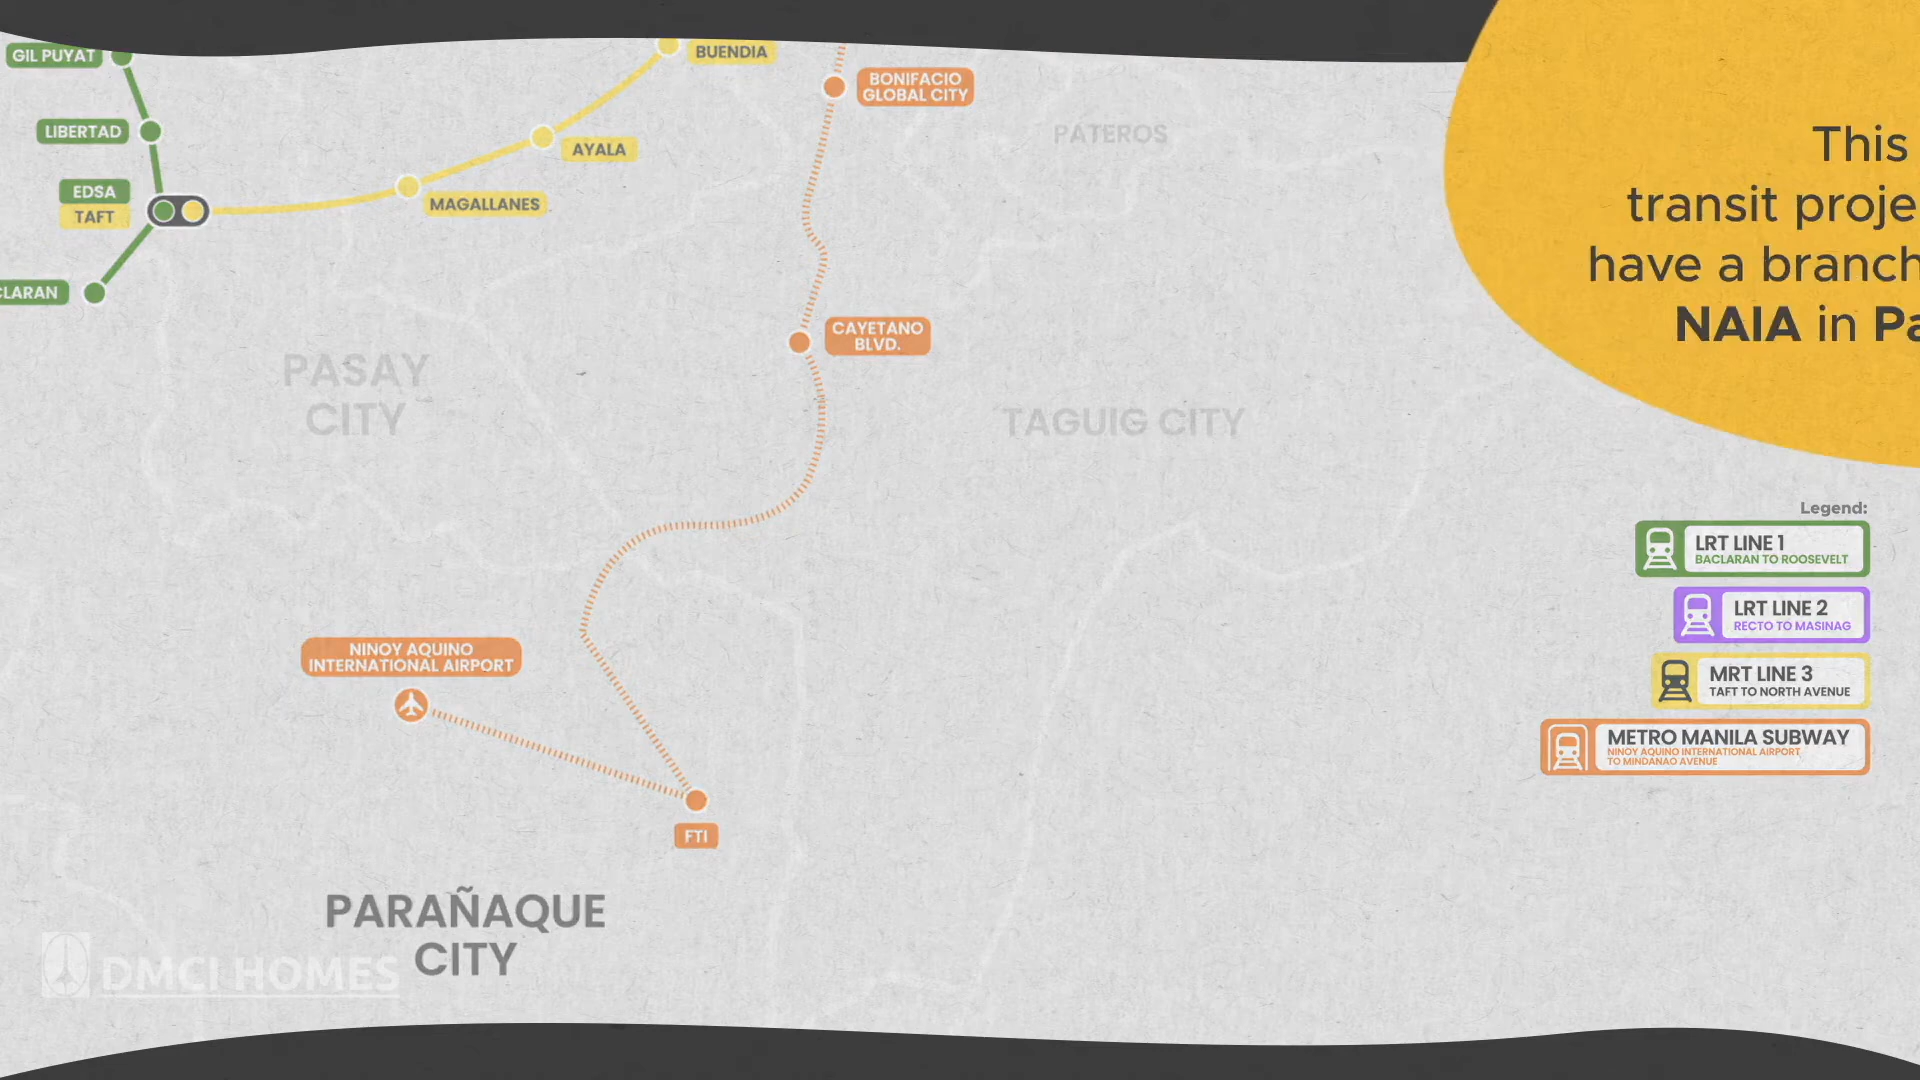 GIL PUYAT
BUENDIA
BONIFACIO
GLOBAL CITY
LIBERTAD
AYALA
PATEROS
EDSA
TAFT
MAGALLANES
CLARAN
CAYETANO
BLVD.
PASAY
CITY
TAGUIG CITY
NINOY AQUINO
INTERNATIONAL AIRPORT
FTI
PARAÑAQUE
CITY
DMCI HOMES
This
transit proje
have a branch
NAIA in Pa
Legend:
LRT LINE 1
BACLARAN TO ROOSEVELT
LRT LINE 2
RECTO TO MASINAG
MRT LINE 3
TAFT TO NORTH AVENUE
METRO MANILA SUBWAY
NINOY AQUINO INTERNATIONAL AIRPORT
TO MINDANAO AVENUE